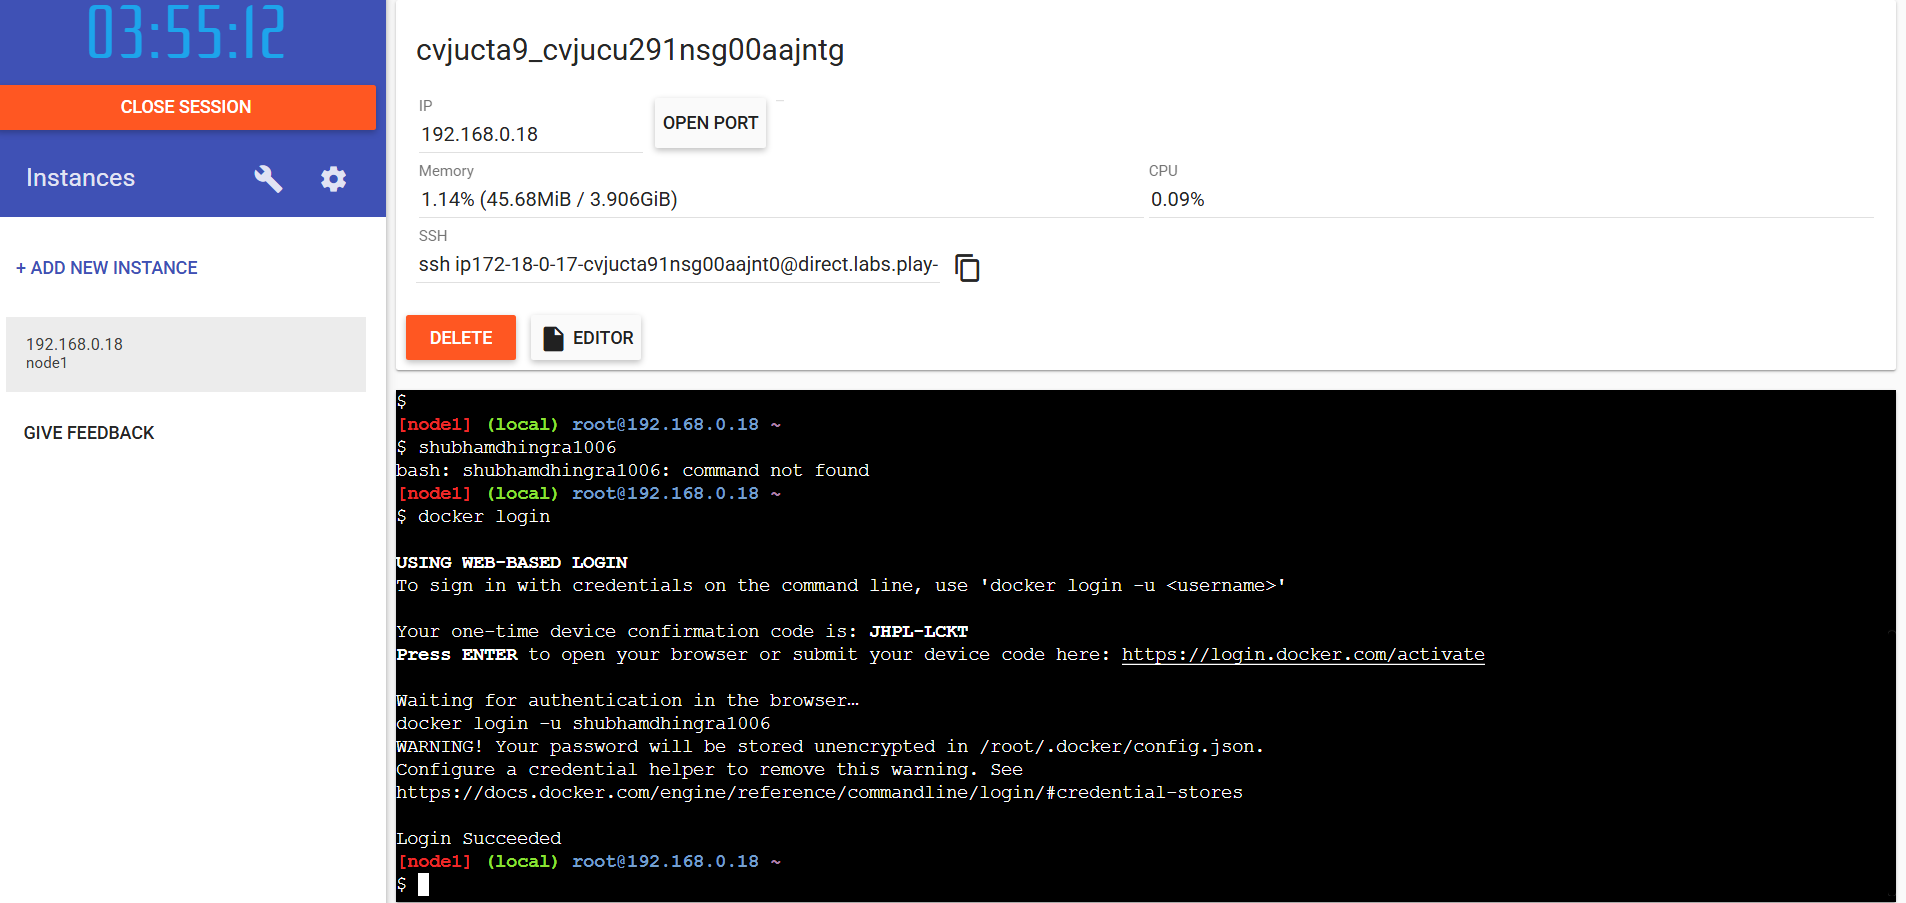 03:55:12
CLOSE SESSION
Instances
+ ADD NEW INSTANCE
192.168.0.18
node1
GIVE FEEDBACK
cvjucta9_cvjucu291nsg00aajntg
IP
192.168.0.18
OPEN PORT
Memory
1.14% (45.68MiB / 3.906GiB)
CPU
0.09%
SSH
ssh ip172-18-0-17-cvjucta91nsg00aajnt0@direct.labs.play-
DELETE
EDITOR
$
[node1] (local) root@192.168.0.18 ~
$ shubhamdhingra1006
bash: shubhamdhingra1006: command not found
[node1] (local) root@192.168.0.18 ~
$ docker login
USING WEB-BASED LOGIN
To sign in with credentials on the command line, use 'docker login -u <username>'
Your one-time device confirmation code is: JHPL-LCKT
Press ENTER to open your browser or submit your device code here: https://login.docker.com/activate
Waiting for authentication in the browser…
docker login -u shubhamdhingra1006
WARNING! Your password will be stored unencrypted in /root/.docker/config.json.
Configure a credential helper to remove this warning. See
https://docs.docker.com/engine/reference/commandline/login/#credential-stores
Login Succeeded
[node1] (local) root@192.168.0.18 ~
$